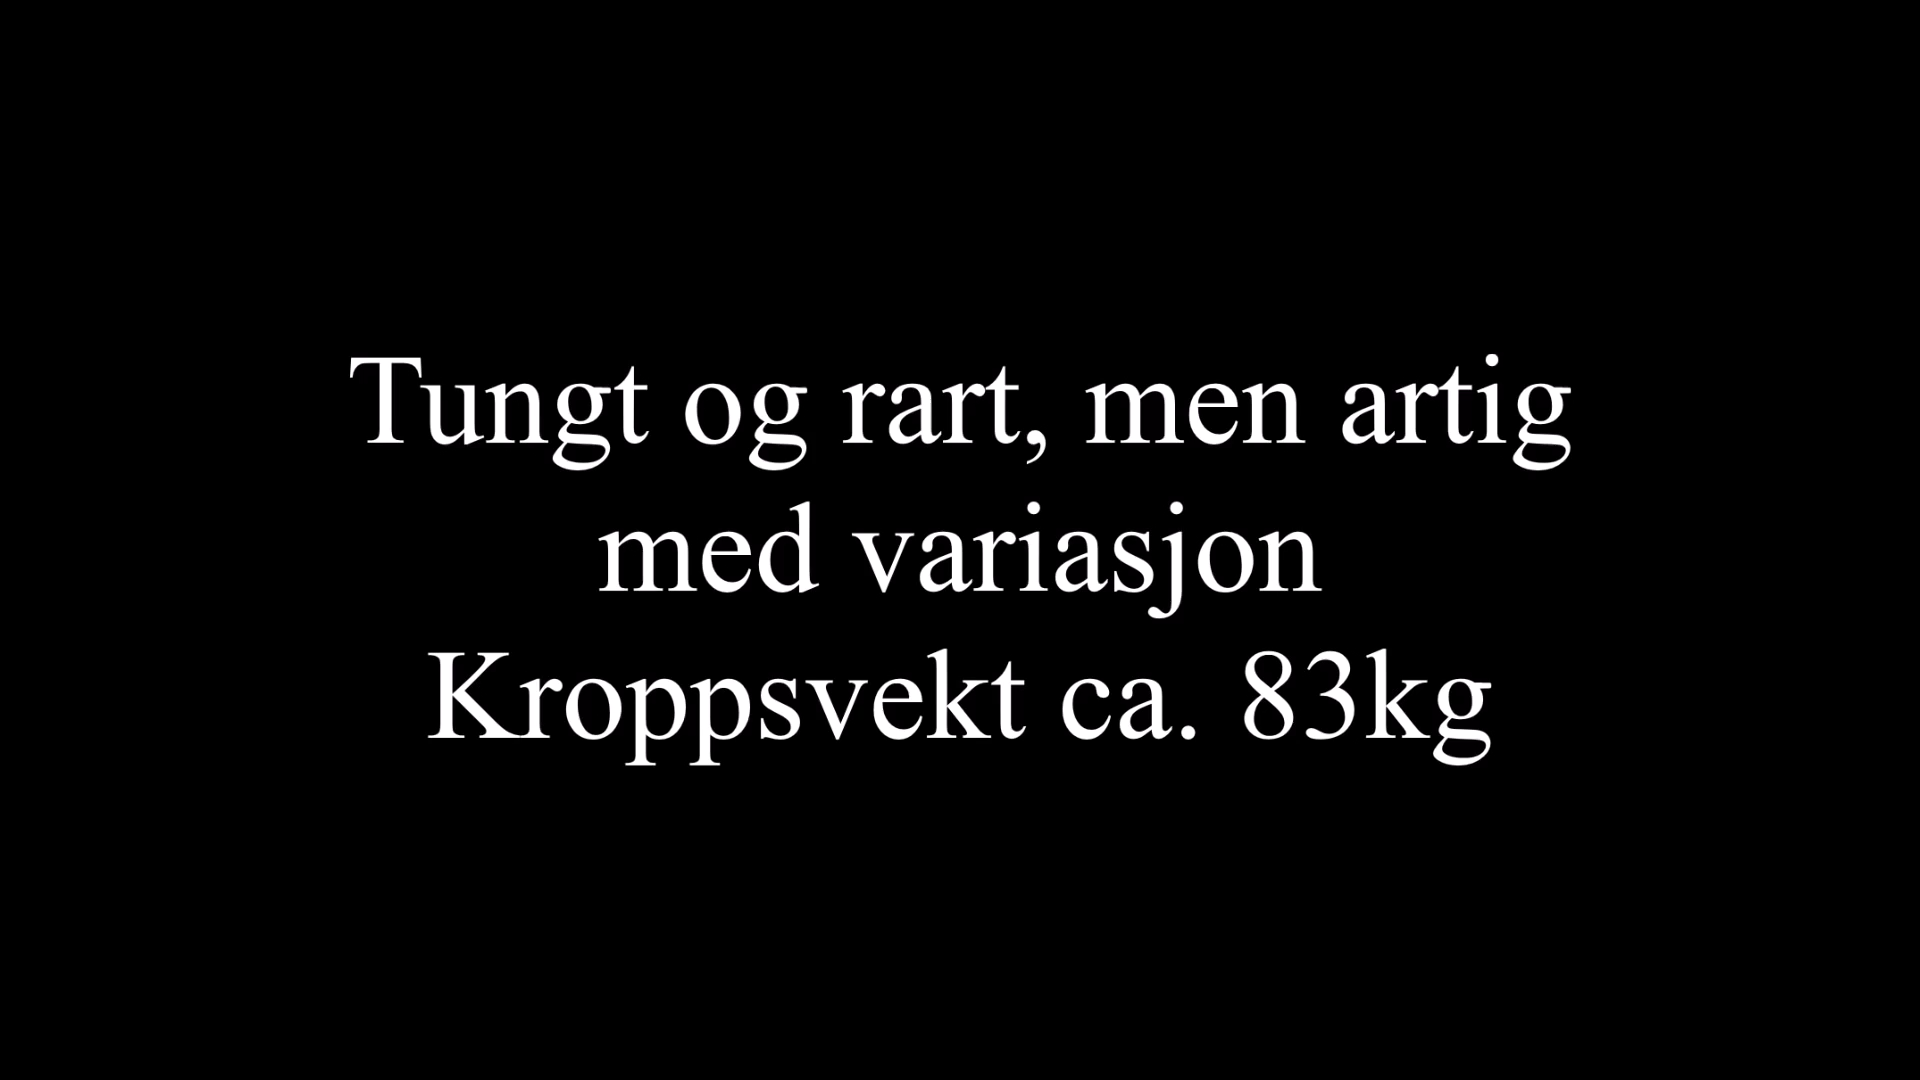 Tungt og rart, men artig
med variasjon
Kroppsvekt ca. 83kg